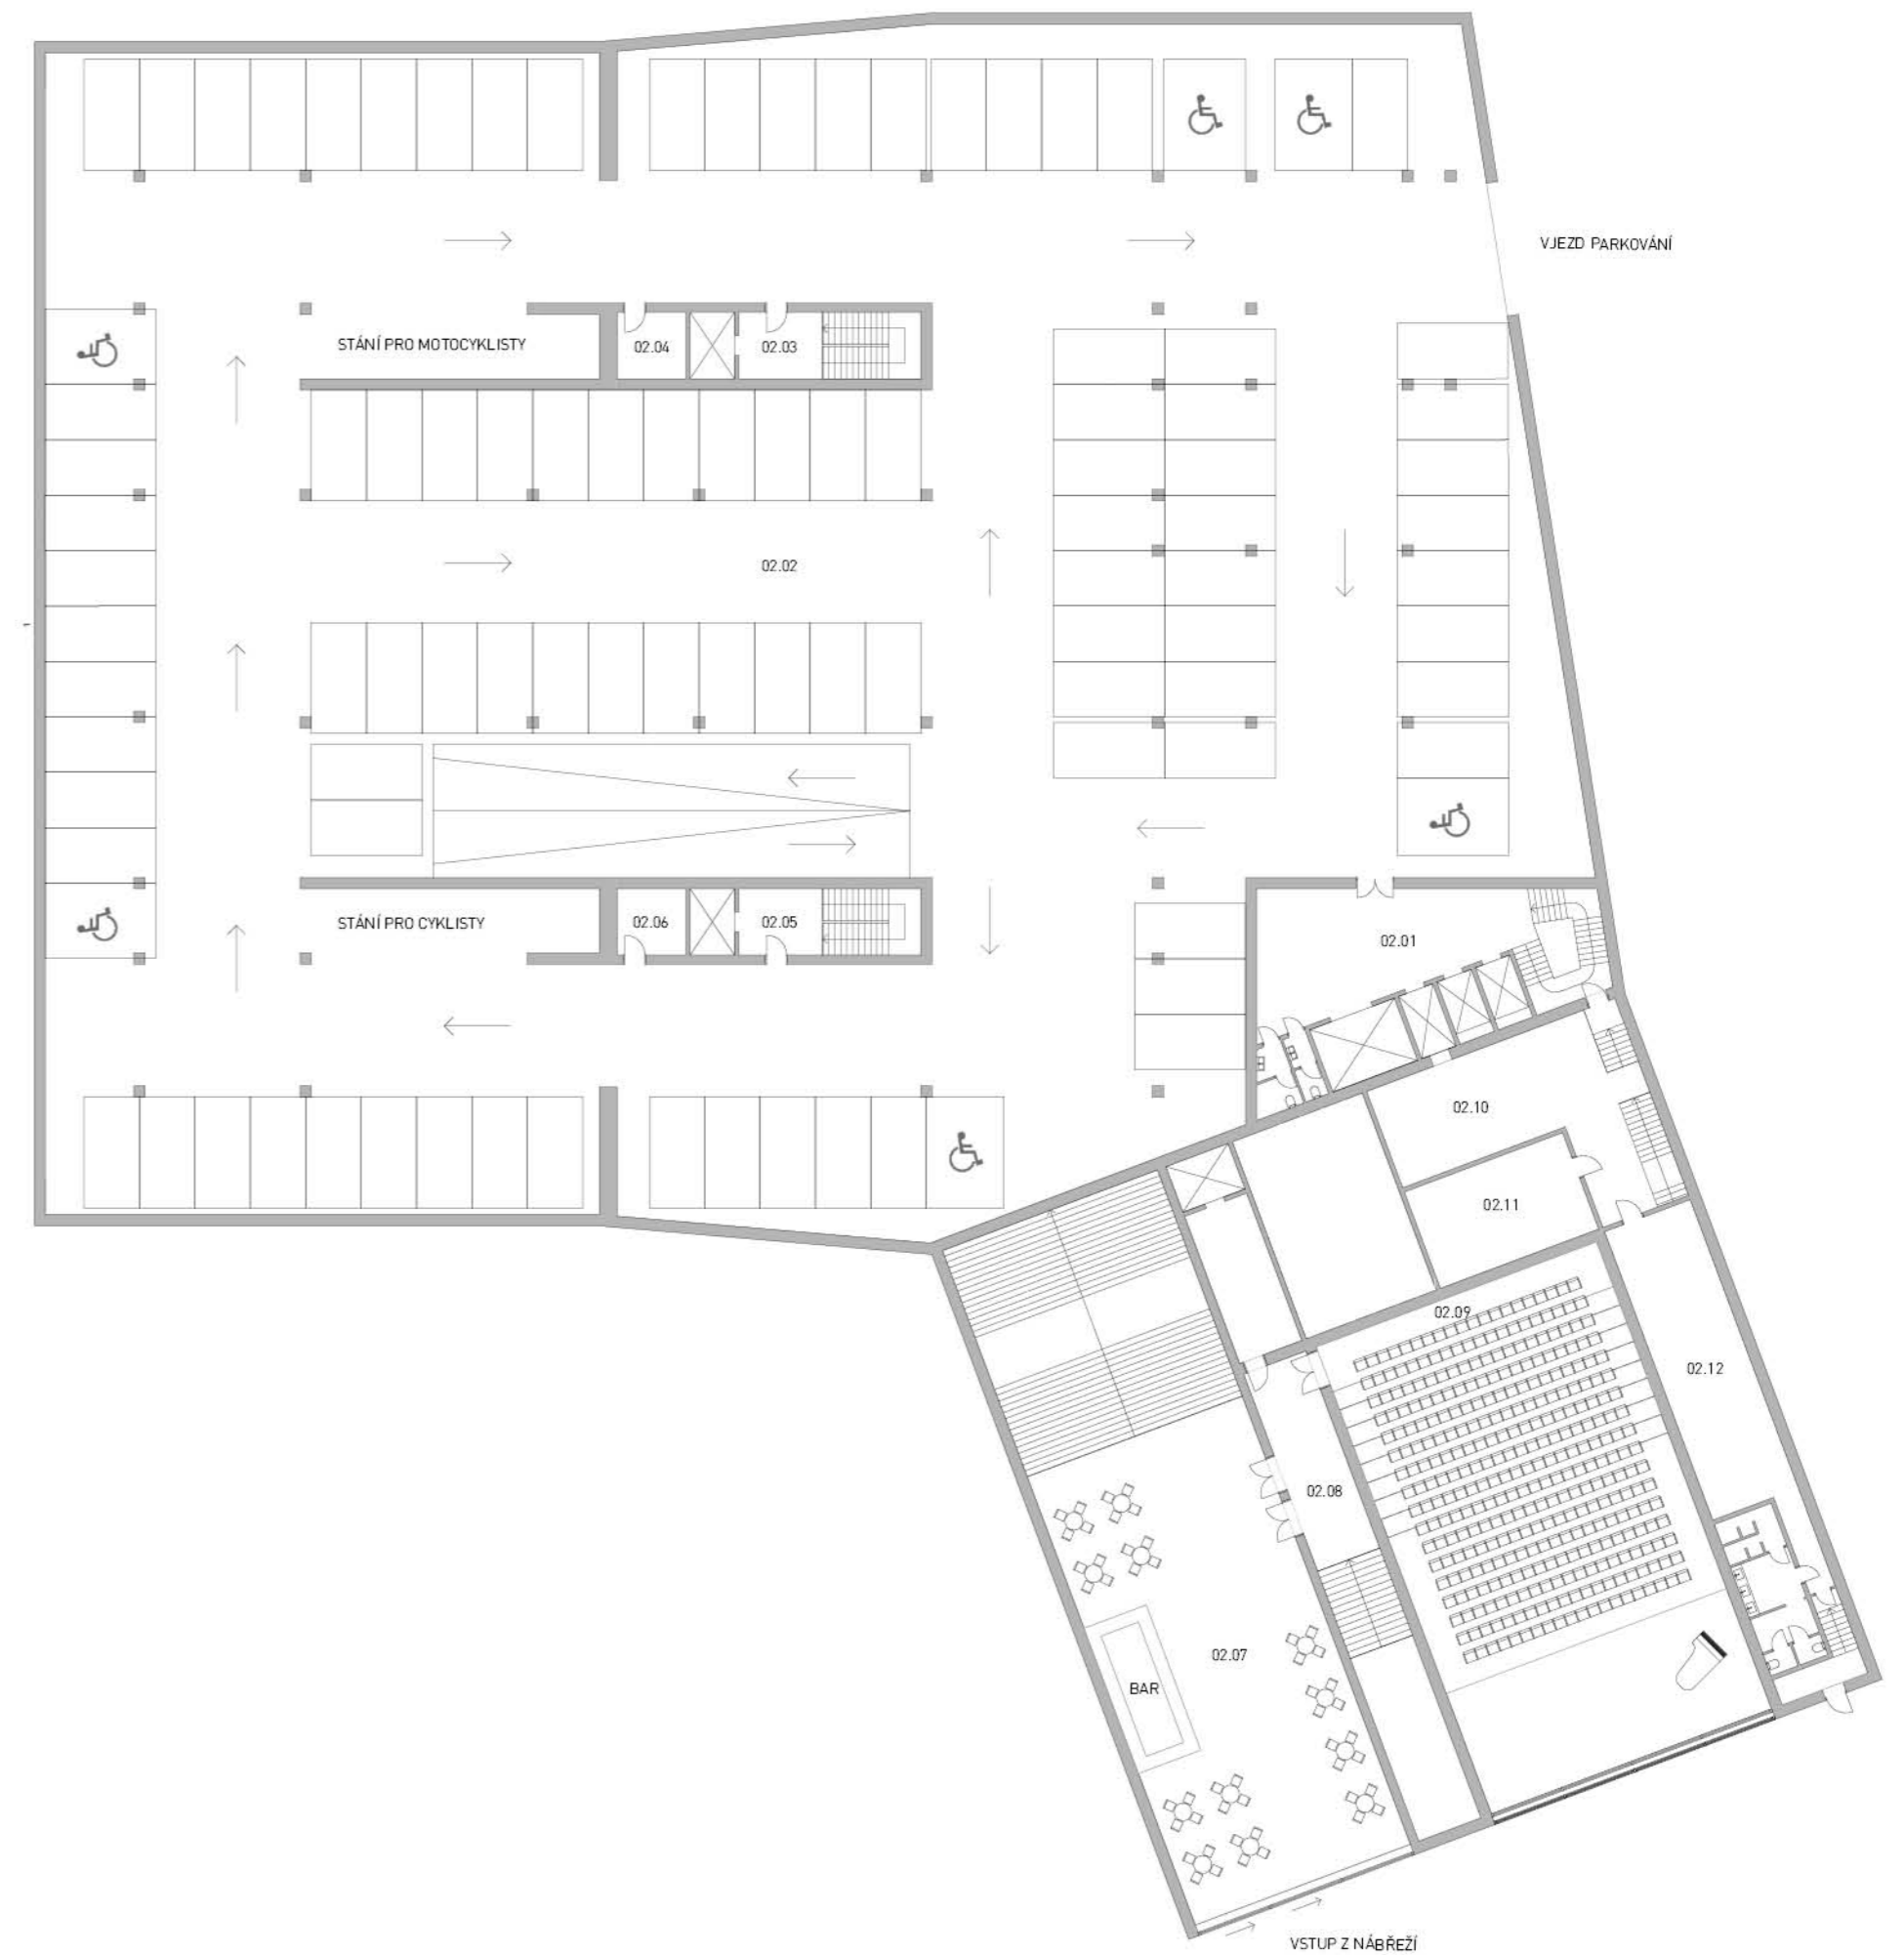 VJEZD PARKOVÁNÍ
STÁNÍ PRO MOTOCYKLISTY
02.04
02.03
02.02
1
STÁNÍ PRO CYKLISTY
02.06
02.05
02.01
02.10
02.11
02.09
02.12
02.08
02.07
BAR
VSTUP Z NÁBŘEŽÍ